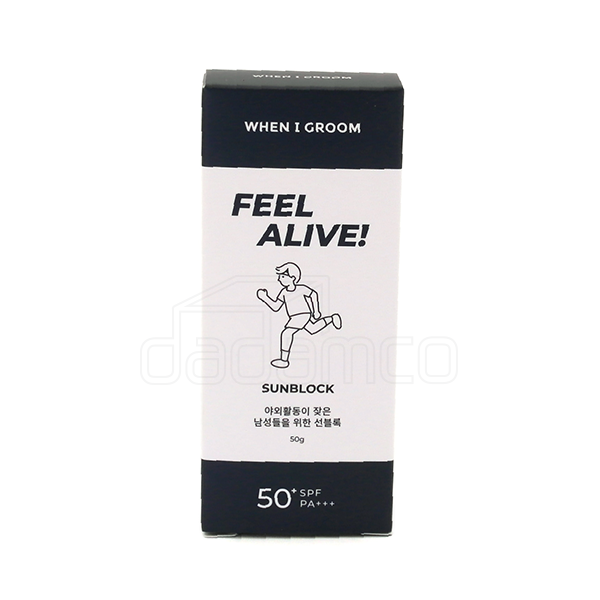 WHEN I GROOM
WHEN I GROOM
FEEL
ALIVE!
dadamco
SUNBLOCK
야외활동이 잦은
남성들을 위한 선블록
50g
50+ SPF
PA+++